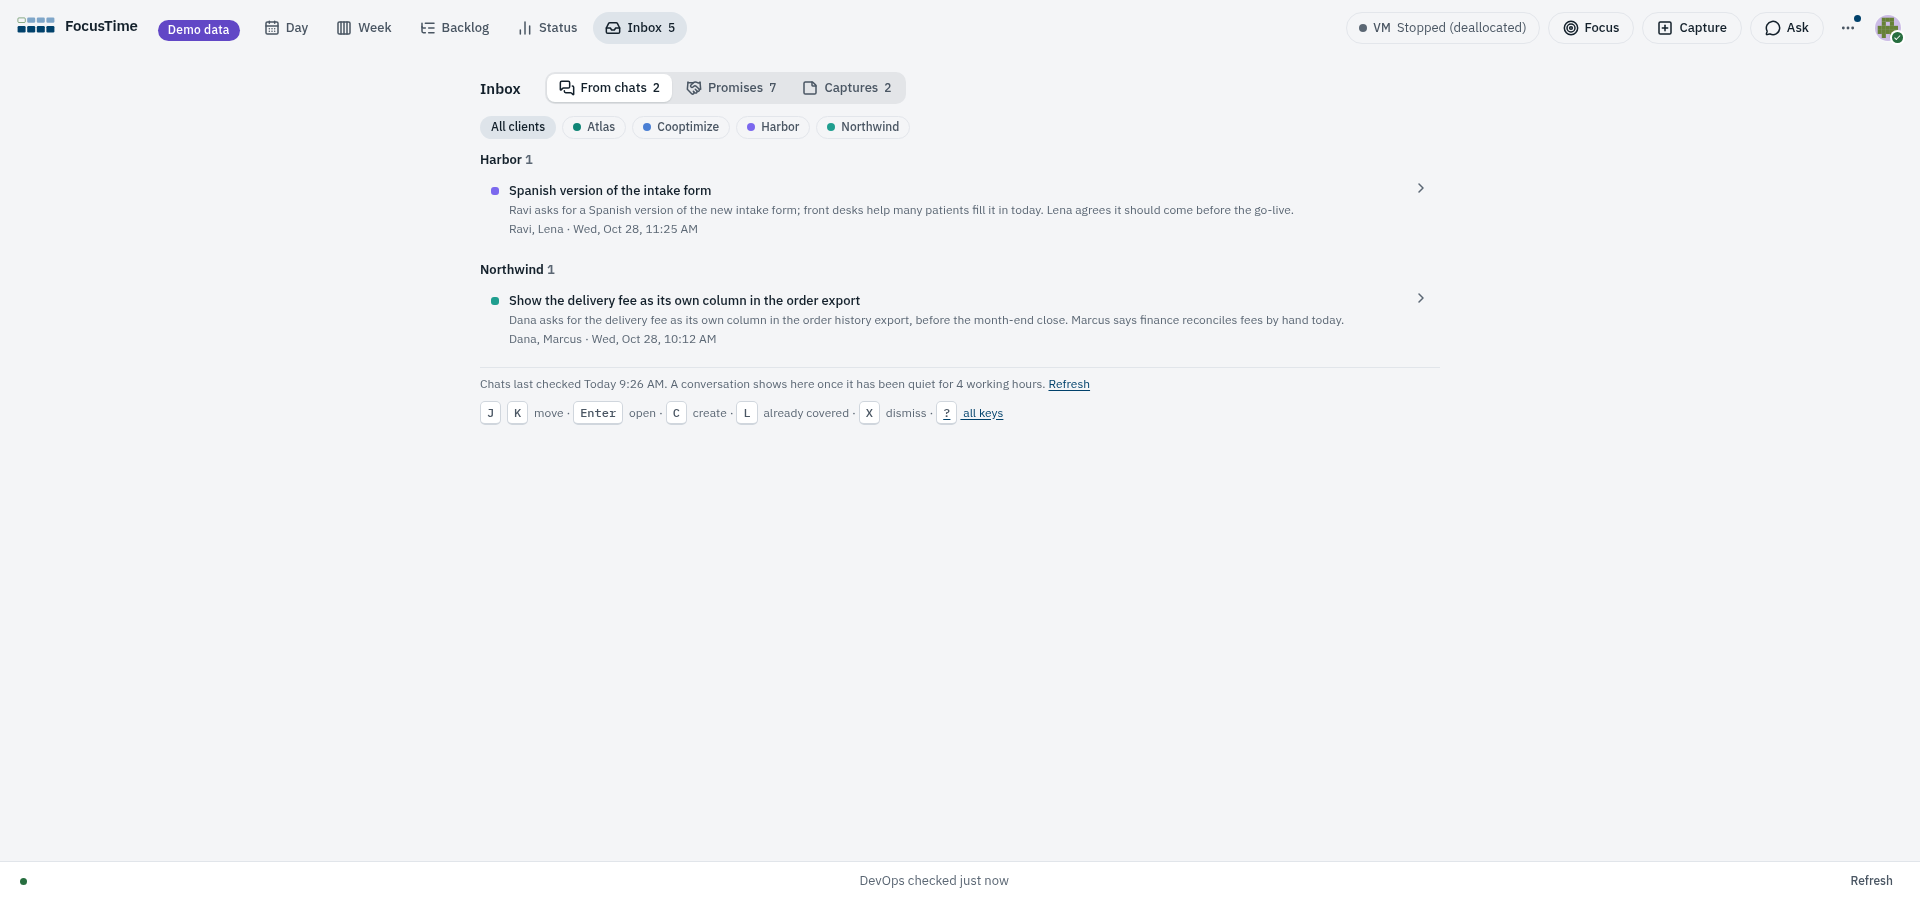 FocusTime Demo data Day Week Backlog Status Inbox 5 VM Stopped (deallocated) Focus Capture Ask
Inbox From chats 2 Promises 7 Captures 2
All clients Atlas Cooptimize Harbor Northwind
Harbor 1
Spanish version of the intake form
Ravi asks for a Spanish version of the new intake form; front desks help many patients fill it in today. Lena agrees it should come before the go-live.
Ravi, Lena · Wed, Oct 28, 11:25 AM
Northwind 1
Show the delivery fee as its own column in the order export
Dana asks for the delivery fee as its own column in the order history export, before the month-end close. Marcus says finance reconciles fees by hand today.
Dana, Marcus · Wed, Oct 28, 10:12 AM
Chats last checked Today 9:26 AM. A conversation shows here once it has been quiet for 4 working hours. Refresh
J K move · Enter open · C create · L already covered · X dismiss · ? all keys
DevOps checked just now Refresh